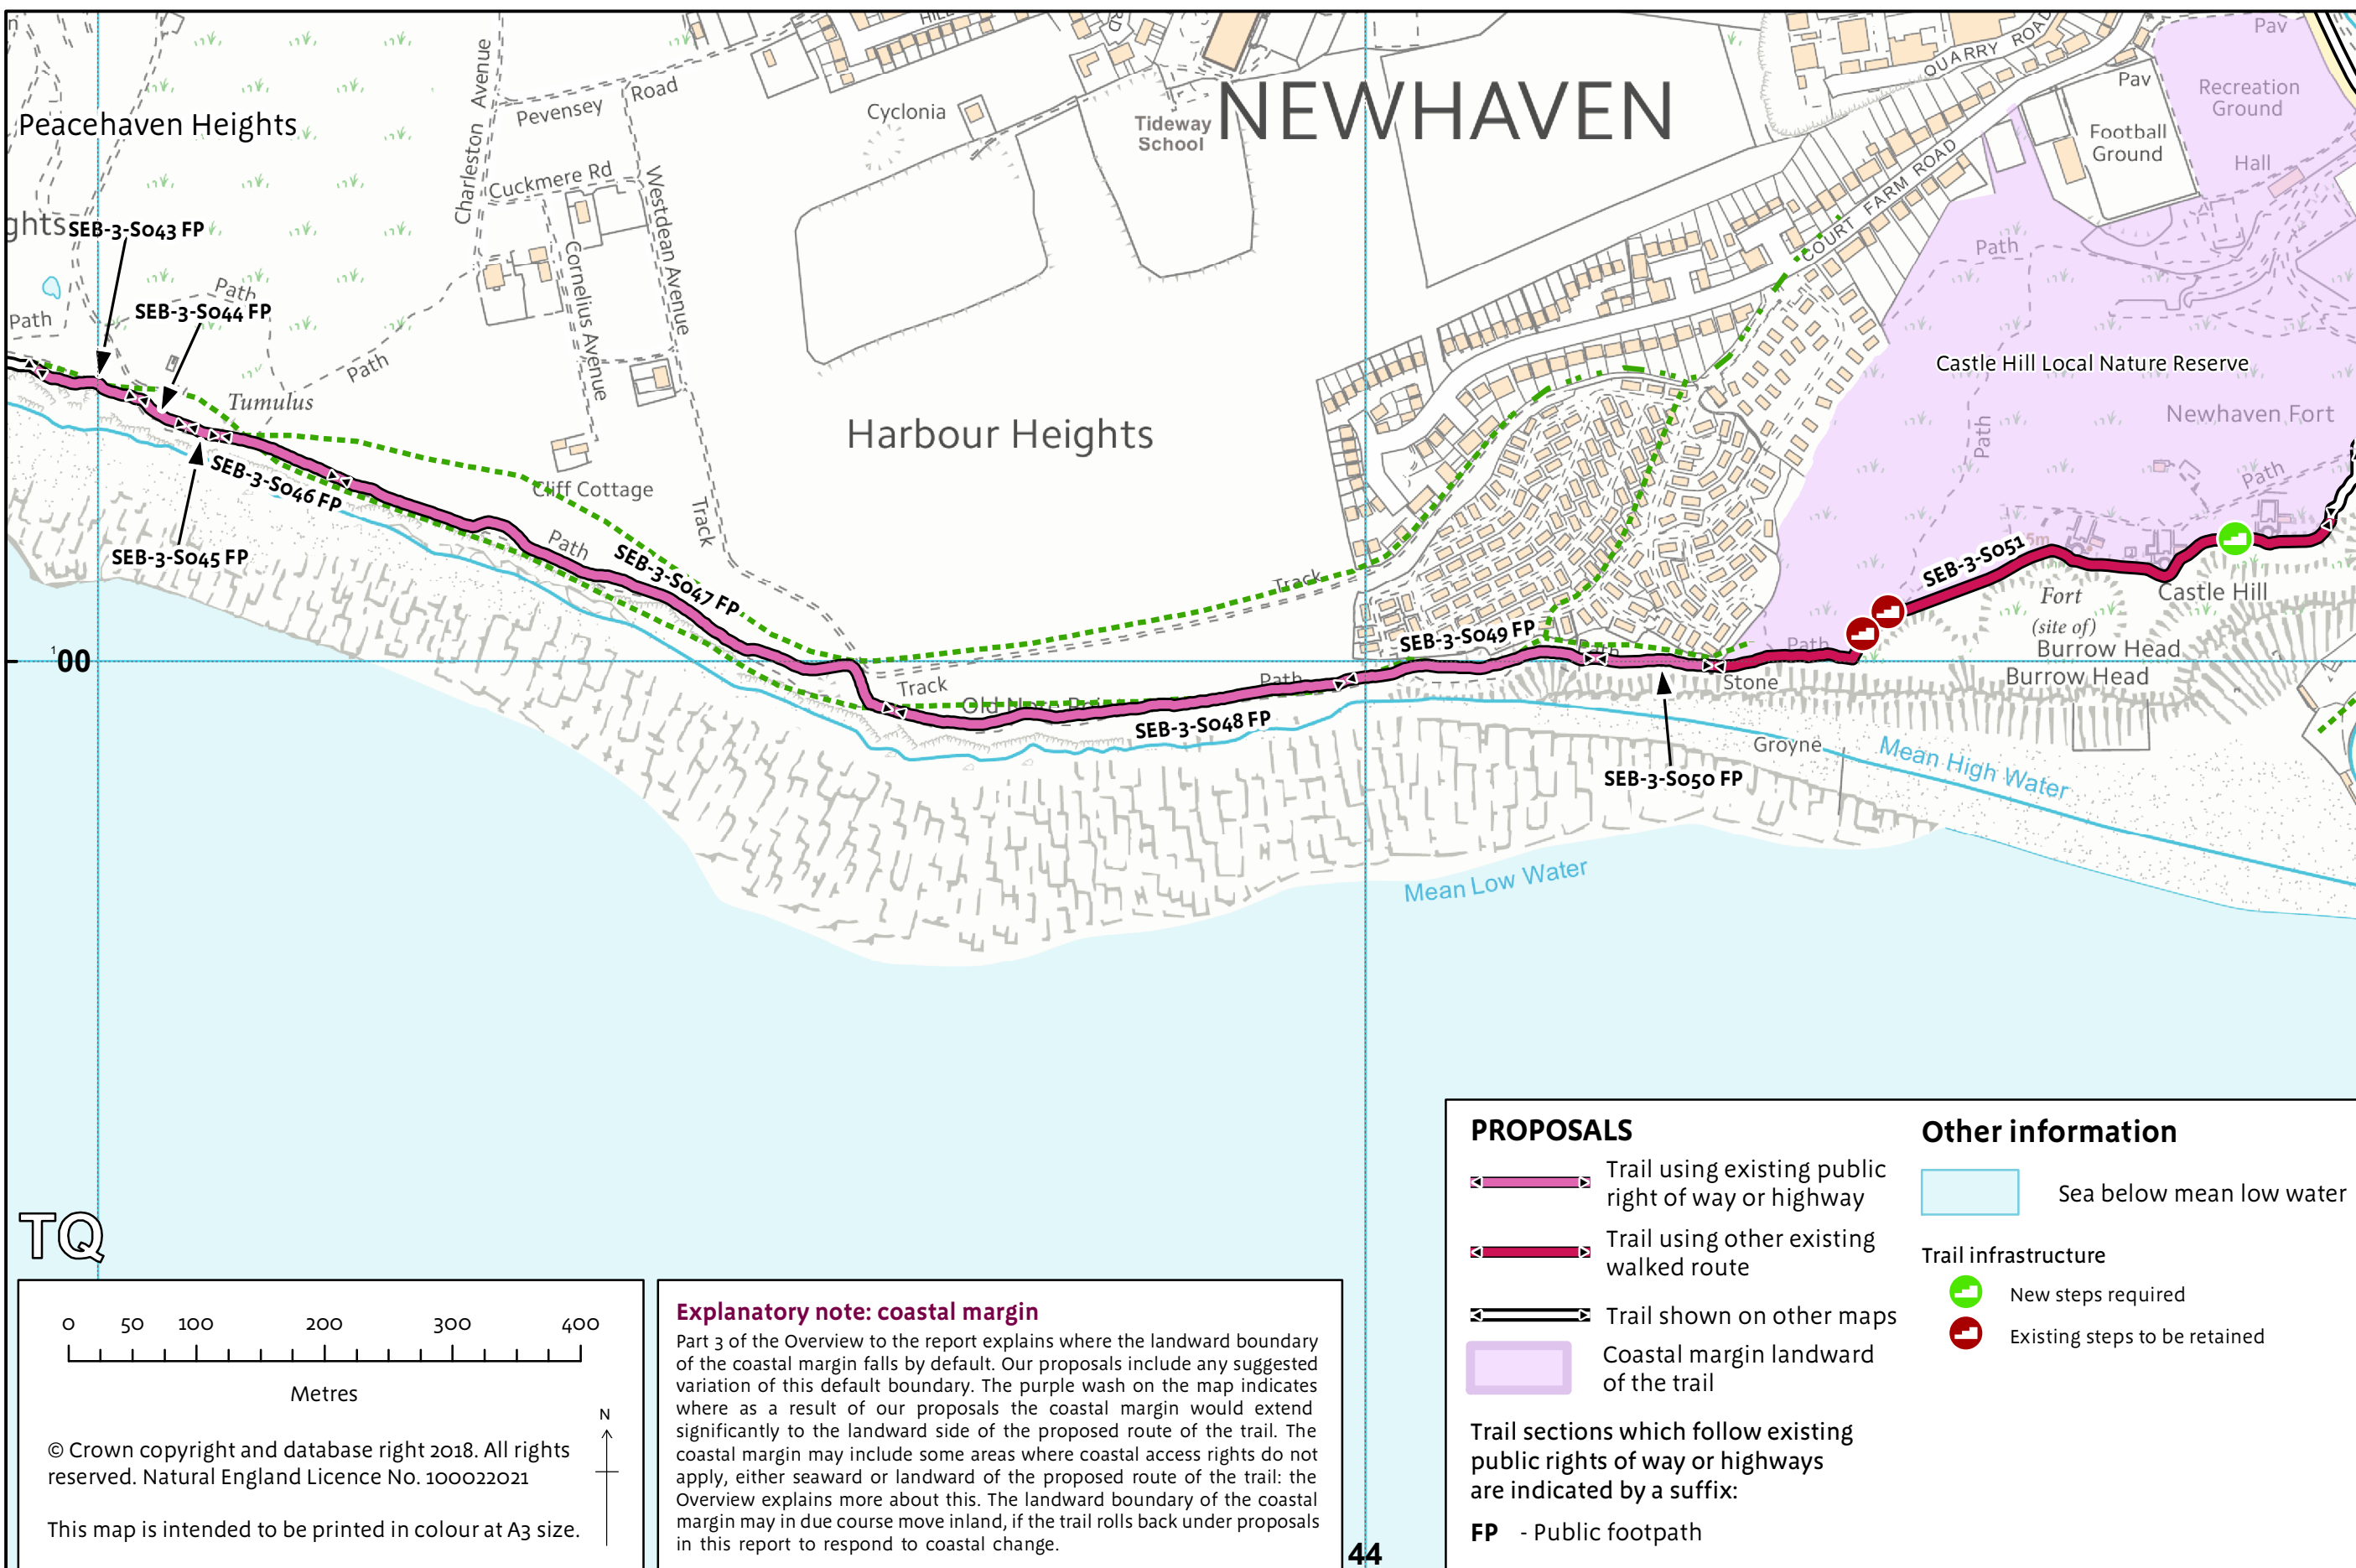 Peacehaven Heights
ghts
SEB-3-S043 FP
SEB-3-S044 FP
Path
Path
Path
Tumulus
SEB-3-S045 FP
SEB-3-S046 FP
Charleston Avenue
Pevensey Road
Cuckmere Rd
Westdean Avenue
Cornelius Avenue
Cliff Cottage
Track
Path
SEB-3-S047 FP
Cyclonia
Tideway
School
NEWHAVEN
Harbour Heights
Track
Track
Path
SEB-3-S048 FP
SEB-3-S049 FP
Path
SEB-3-S050 FP
QUARRY ROAD
COURT FARM ROAD
Pav
Pav
Recreation
Ground
Football
Ground
Hall
Path
Castle Hill Local Nature Reserve
Newhaven Fort
Path
Path
SEB-3-S051
Castle Hill
Fort
(site of)
Path
Burrow Head
Burrow Head
Stone
Groyne
Mean High Water
Mean Low Water
00
44
TQ
0 50 100 200 300 400
Metres
N
© Crown copyright and database right 2018. All rights
reserved. Natural England Licence No. 100022021
This map is intended to be printed in colour at A3 size.
Explanatory note: coastal margin
Part 3 of the Overview to the report explains where the landward boundary
of the coastal margin falls by default. Our proposals include any suggested
variation of this default boundary. The purple wash on the map indicates
where as a result of our proposals the coastal margin would extend
significantly to the landward side of the proposed route of the trail. The
coastal margin may include some areas where coastal access rights do not
apply, either seaward or landward of the proposed route of the trail: the
Overview explains more about this. The landward boundary of the coastal
margin may in due course move inland, if the trail rolls back under proposals
in this report to respond to coastal change.
PROPOSALS
Trail using existing public
right of way or highway
Trail using other existing
walked route
Trail shown on other maps
Coastal margin landward
of the trail
Trail sections which follow existing
public rights of way or highways
are indicated by a suffix:
FP - Public footpath
Other information
Sea below mean low water
Trail infrastructure
New steps required
Existing steps to be retained